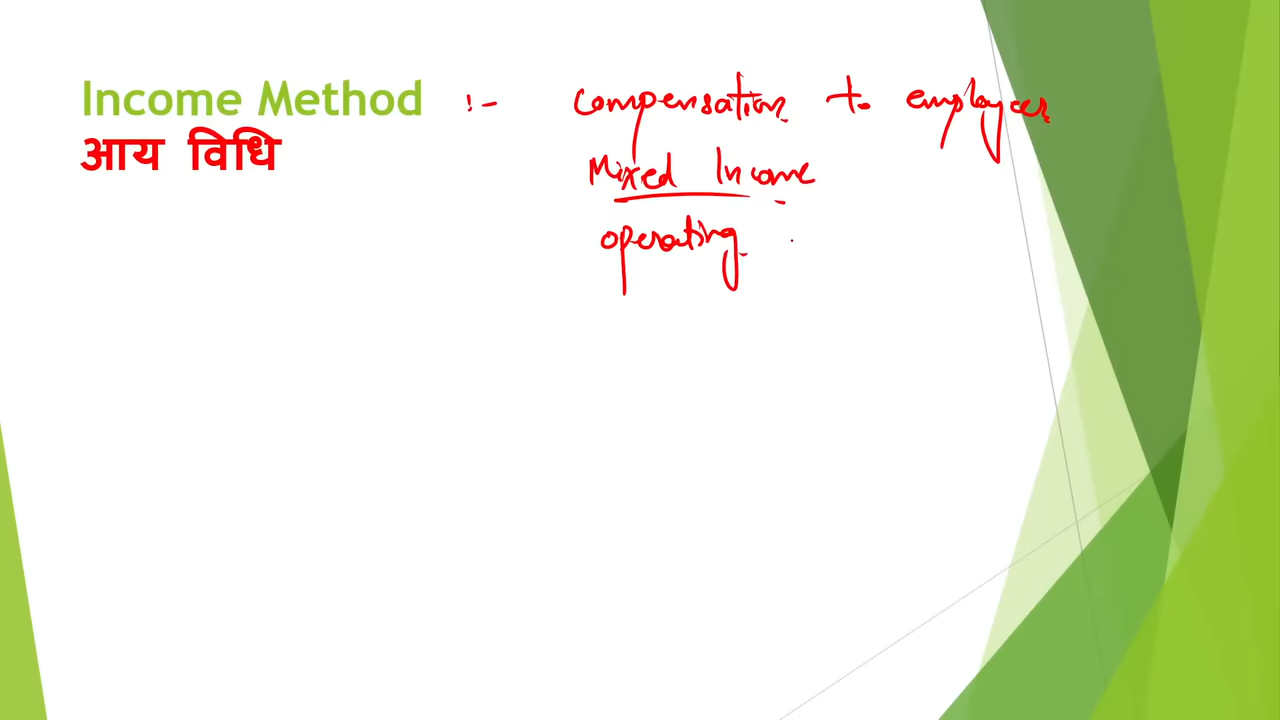 Income Method :- Compensation to employees
आय विधि
Mixed Income
operating